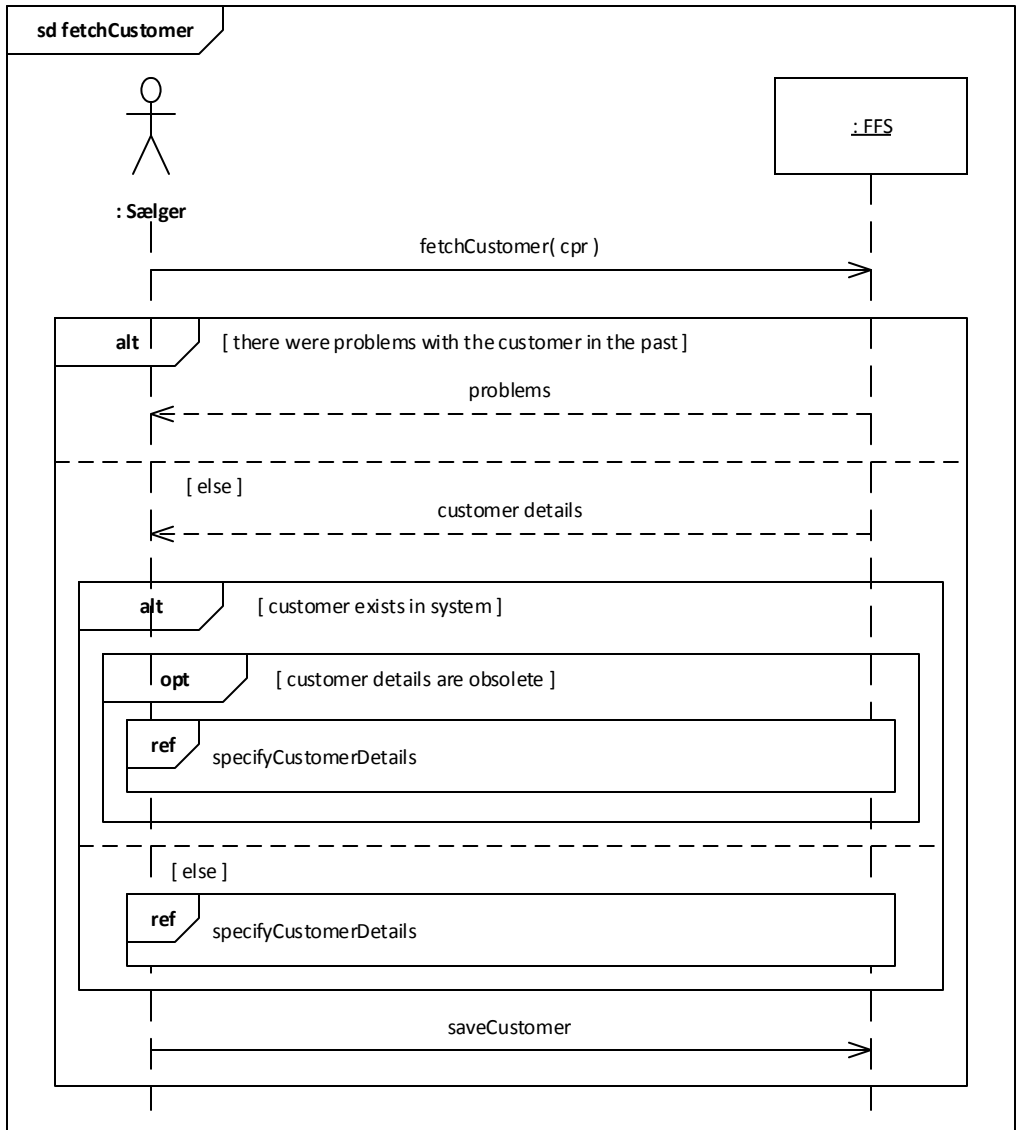 sd fetchCustomer
: FFS
: Sælger
fetchCustomer( cpr )
alt [ there were problems with the customer in the past ]
problems
[ else ]
customer details
alt [ customer exists in system ]
opt [ customer details are obsolete ]
ref specifyCustomerDetails
[ else ]
ref specifyCustomerDetails
saveCustomer